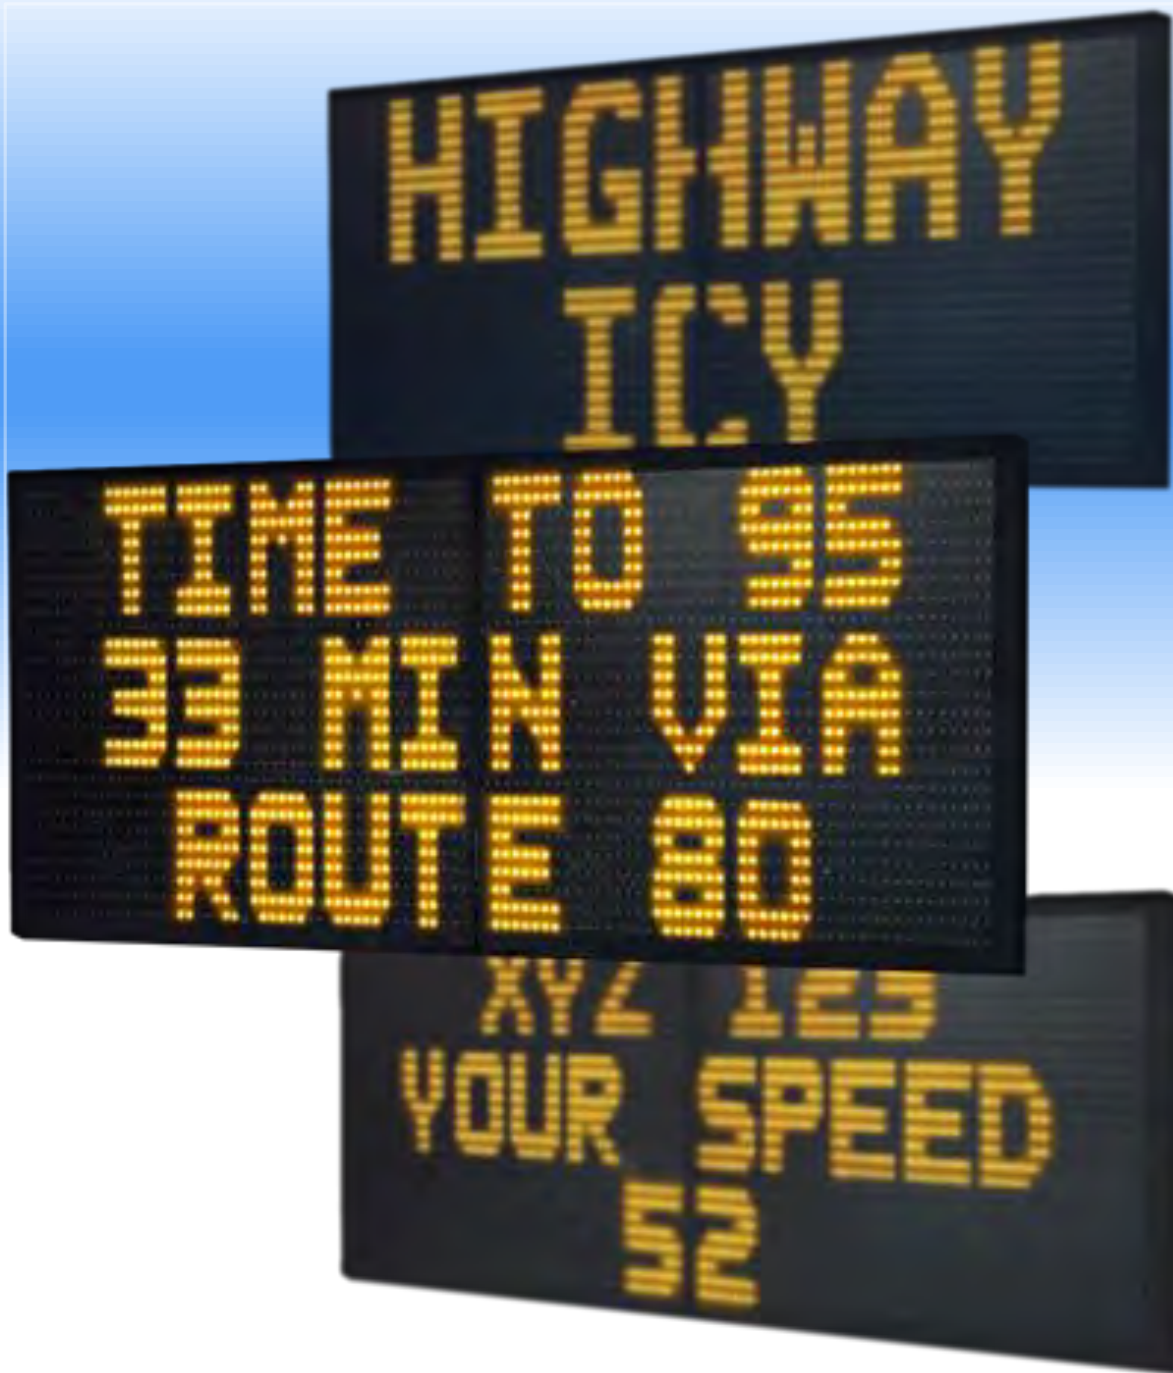 HIGHWAY
ICY
TIME TO 95
33 MIN VIA
ROUTE 80
XYZ 123
YOUR SPEED
52